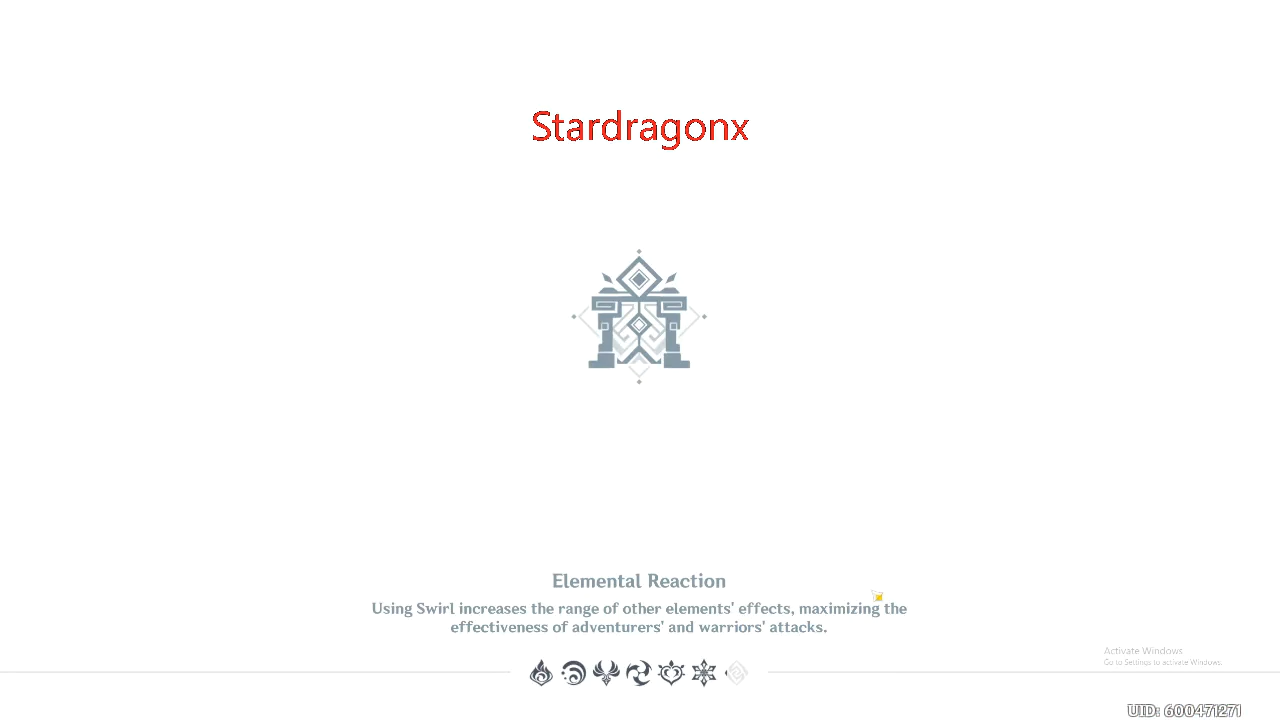 Stardragonx
Elemental Reaction
Using Swirl increases the range of other elements' effects, maximizing the
effectiveness of adventurers' and warriors' attacks.
Activate Windows
Go to Settings to activate Windows.
UID: 600471271